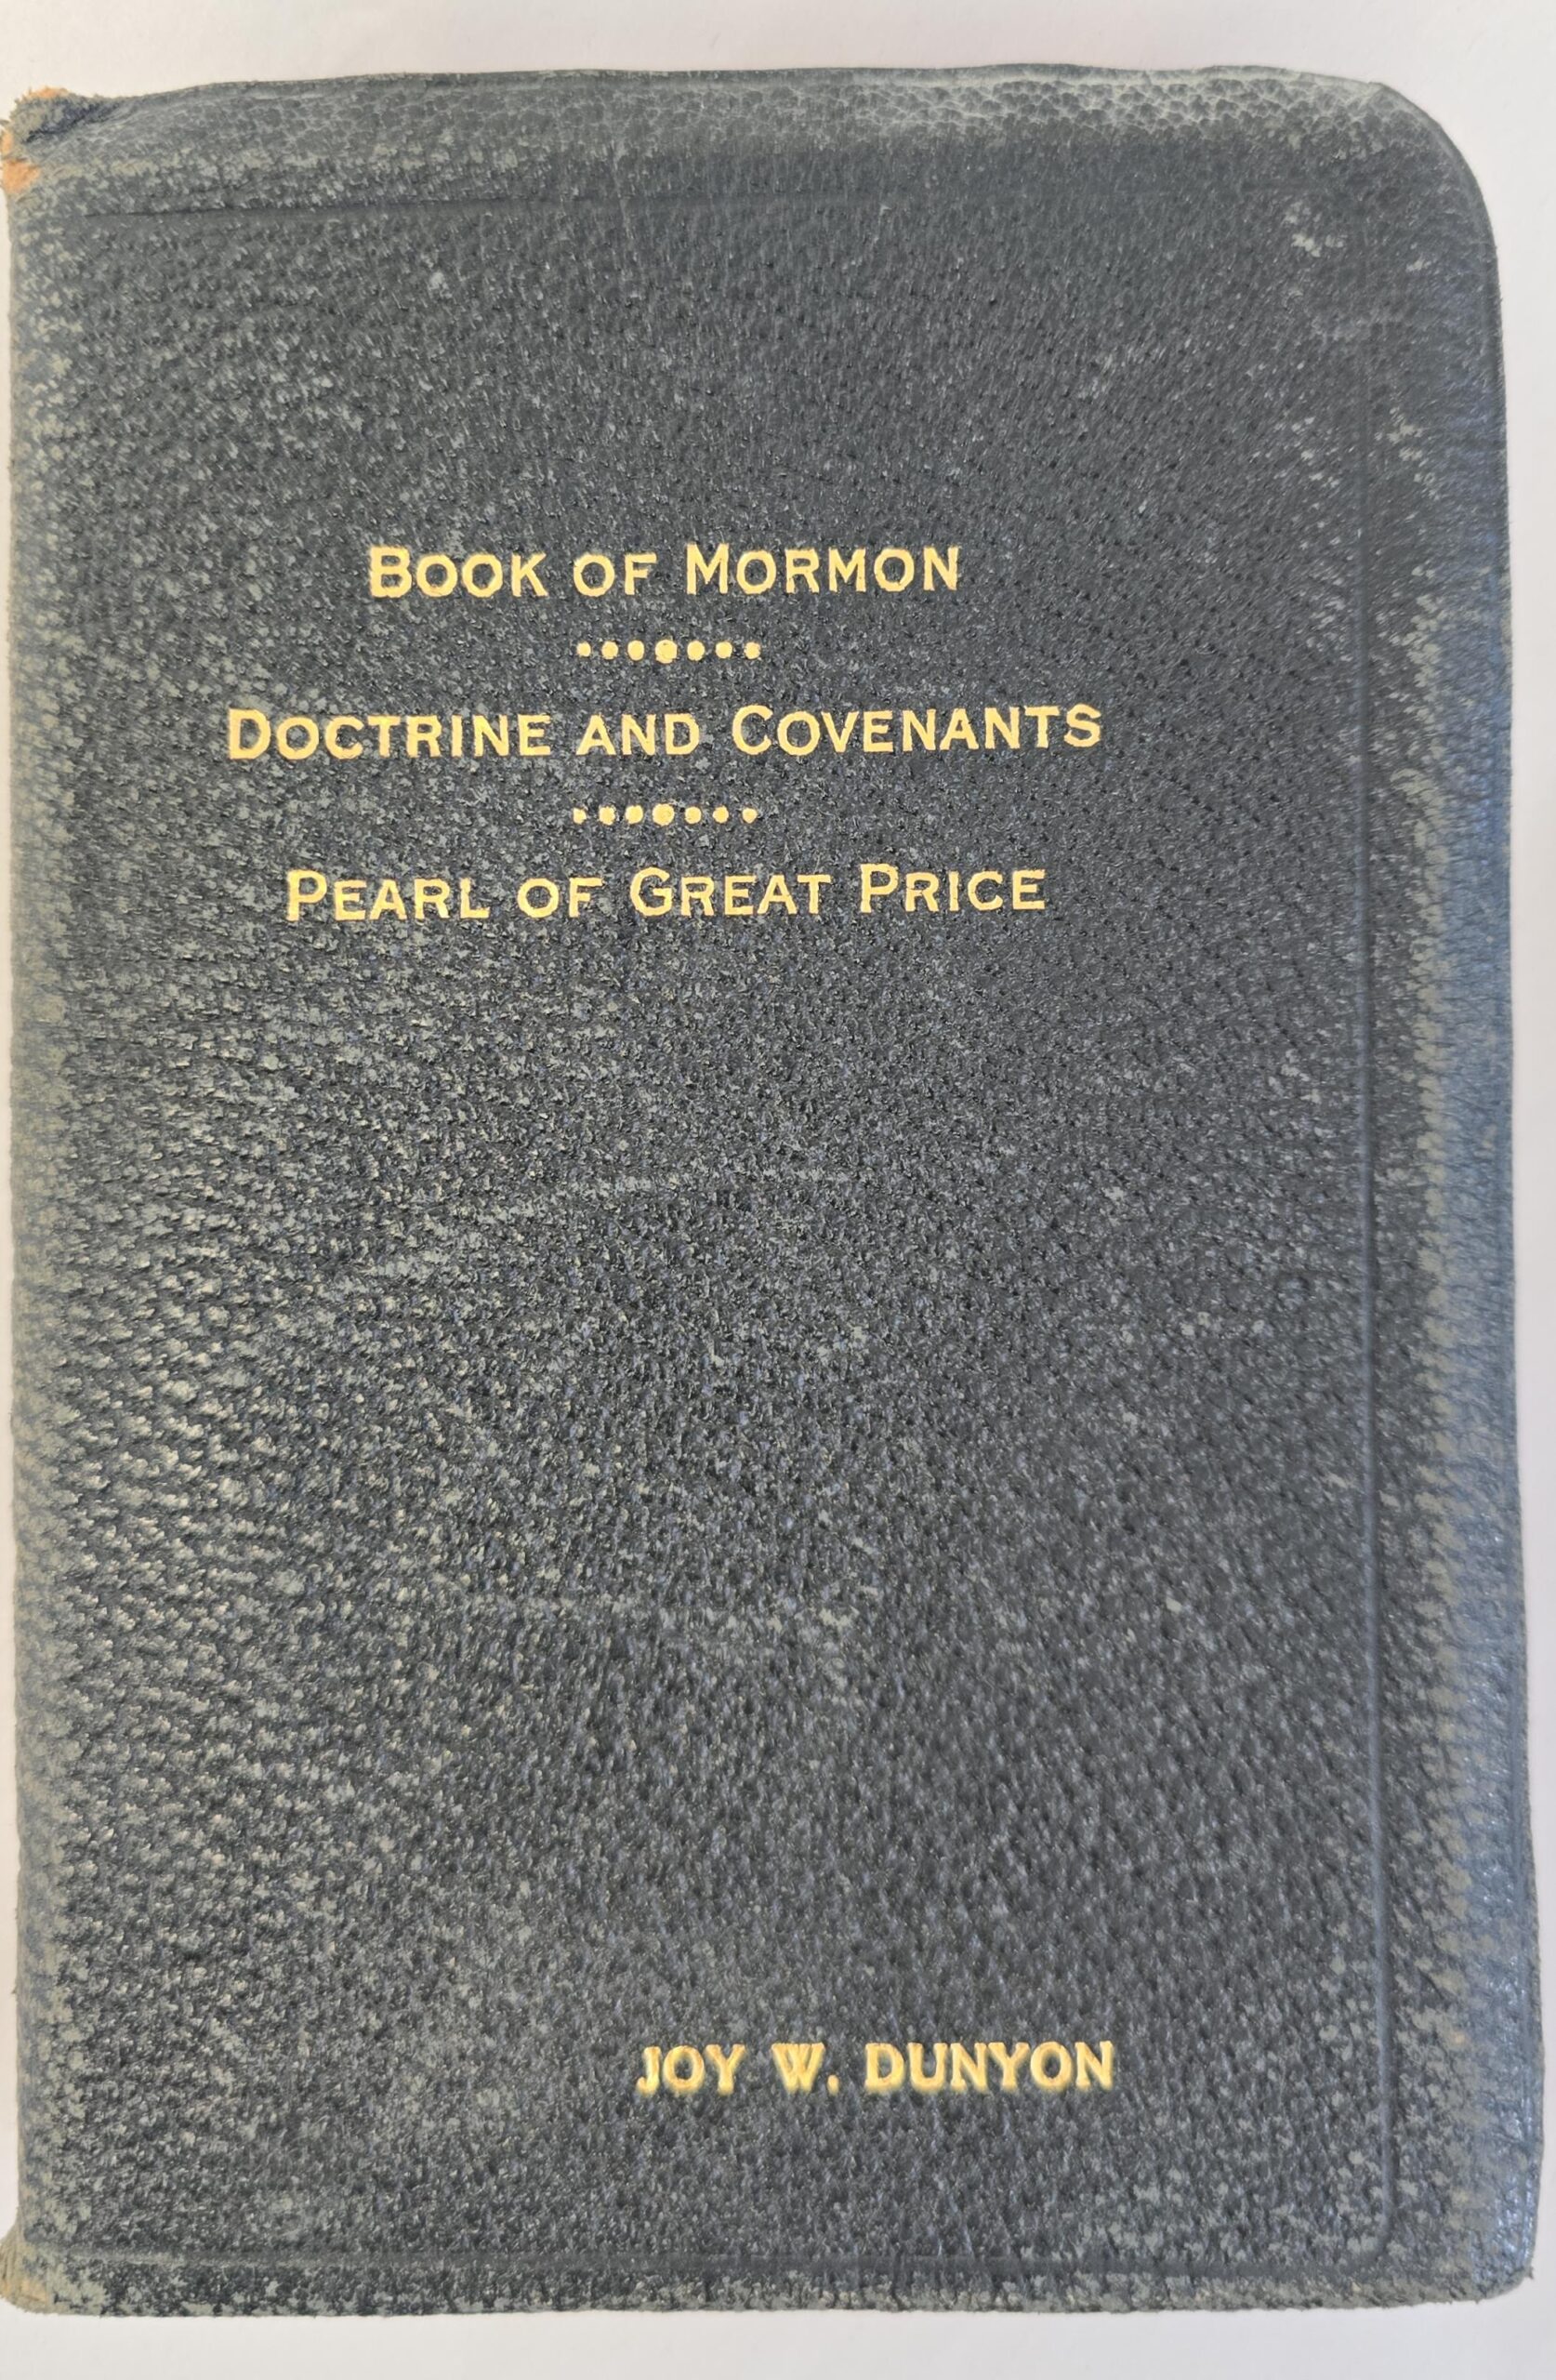 BOOK OF MORMON
DOCTRINE AND COVENANTS
PEARL OF GREAT PRICE
JOY W. DUNYON